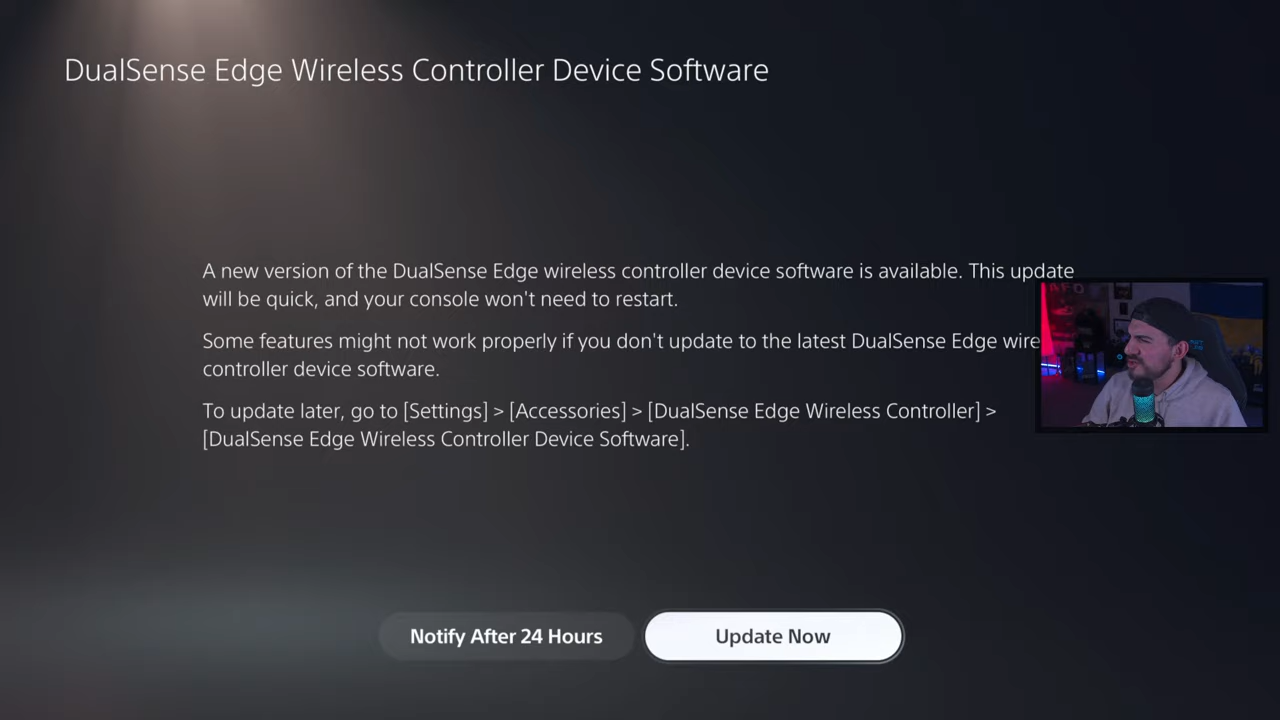 DualSense Edge Wireless Controller Device Software
A new version of the DualSense Edge wireless controller device software is available. This update
will be quick, and your console won't need to restart.
Some features might not work properly if you don't update to the latest DualSense Edge
controller device software.
To update later, go to [Settings] > [Accessories] > [DualSense Edge Wireless Controller] >
[DualSense Edge Wireless Controller Device Software].
Notify After 24 Hours
Update Now